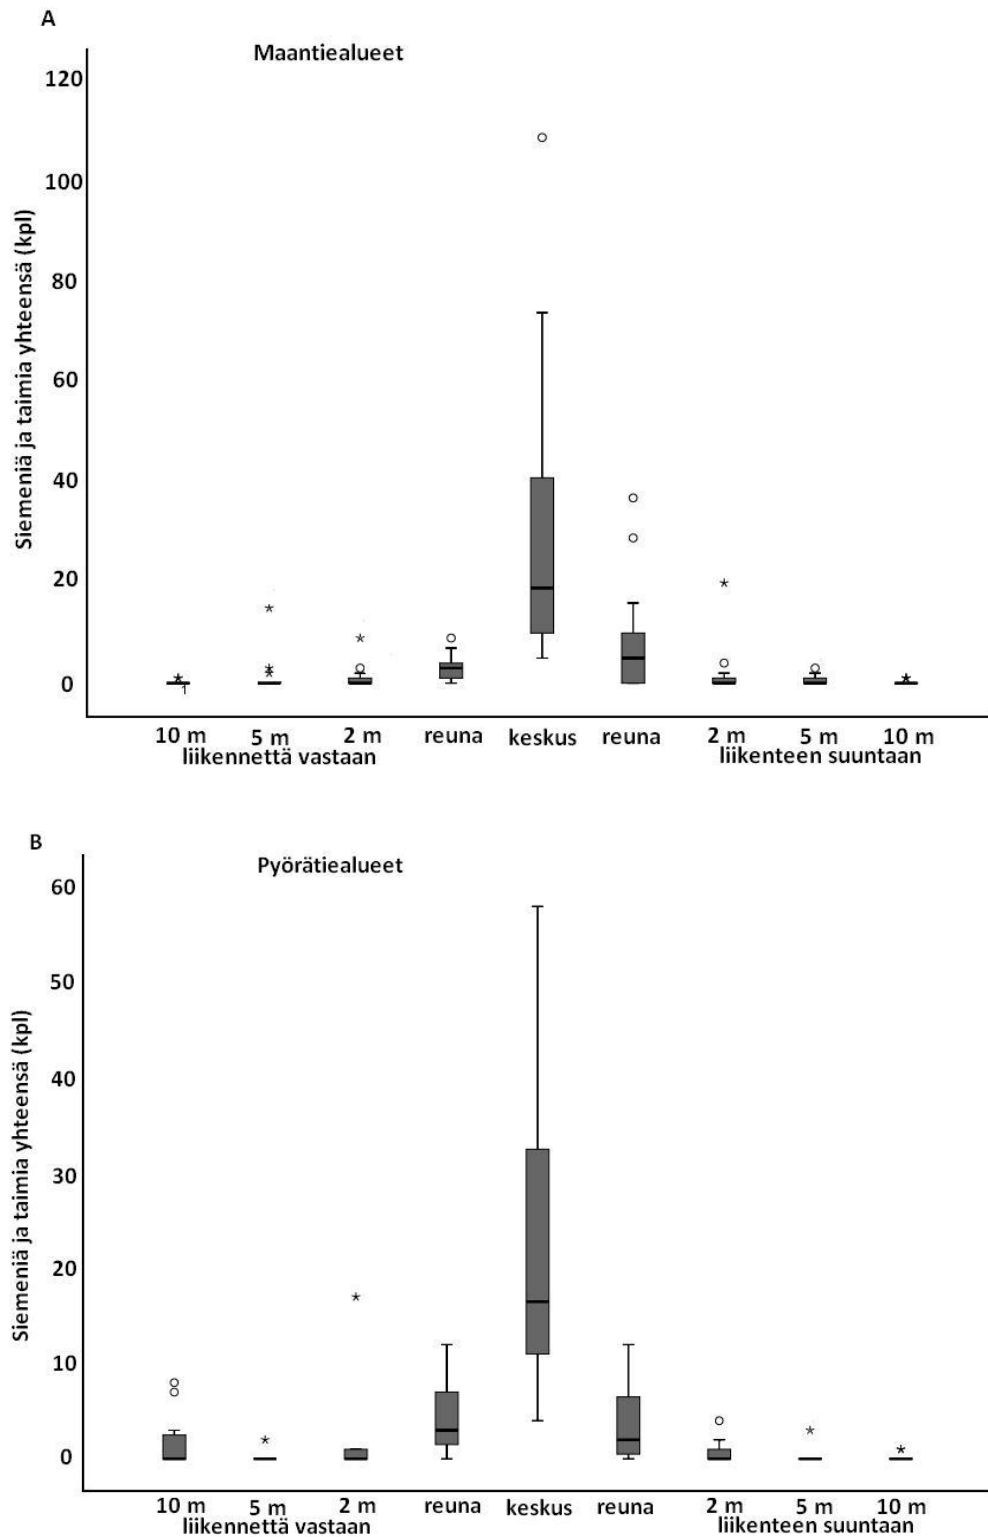 A
Maantiealueet
Siemeniä ja taimia yhteensä (kpl)
120
100
80
60
40
20
0
1
10 m 5 m 2 m reuna keskus reuna 2 m 5 m 10 m
liikennettä vastaan liikenteen suuntaan
B
Pyörätiealueet
Siemeniä ja taimia yhteensä (kpl)
60
50
40
30
20
10
0
10 m 5 m 2 m reuna keskus reuna 2 m 5 m 10 m
liikennettä vastaan liikenteen suuntaan